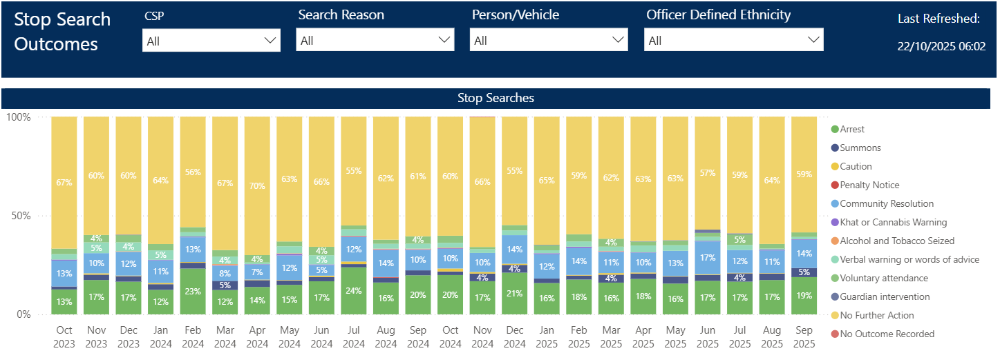 Stop Search
Outcomes
CSP
All
Search Reason
All
Person/Vehicle
All
Officer Defined Ethnicity
All
Last Refreshed:
22/10/2025 06:02
Stop Searches
100%
50%
0%
67% 60% 60% 64% 56% 67% 70% 63% 66% 55% 62% 61% 60% 66% 55% 65% 59% 62% 63% 63% 57% 59% 64% 59%
4% 4% 4% 4% 4% 5%
5% 4% 5% 4% 5%
13% 10% 12% 11% 13% 8% 7% 12% 5% 12% 14% 10% 10% 10% 14% 12% 14% 11% 10% 13% 17% 12% 11% 14%
5% 4% 4% 4% 4% 5%
13% 17% 17% 12% 23% 12% 14% 15% 17% 24% 16% 20% 20% 17% 21% 16% 18% 16% 18% 16% 17% 17% 17% 19%
Oct Nov Dec Jan Feb Mar Apr May Jun Jul Aug Sep Oct Nov Dec Jan Feb Mar Apr May Jun Jul Aug Sep
2023 2023 2023 2024 2024 2024 2024 2024 2024 2024 2024 2024 2024 2024 2024 2025 2025 2025 2025 2025 2025 2025 2025 2025
Arrest
Summons
Caution
Penalty Notice
Community Resolution
Khat or Cannabis Warning
Alcohol and Tobacco Seized
Verbal warning or words of advice
Voluntary attendance
Guardian intervention
No Further Action
No Outcome Recorded